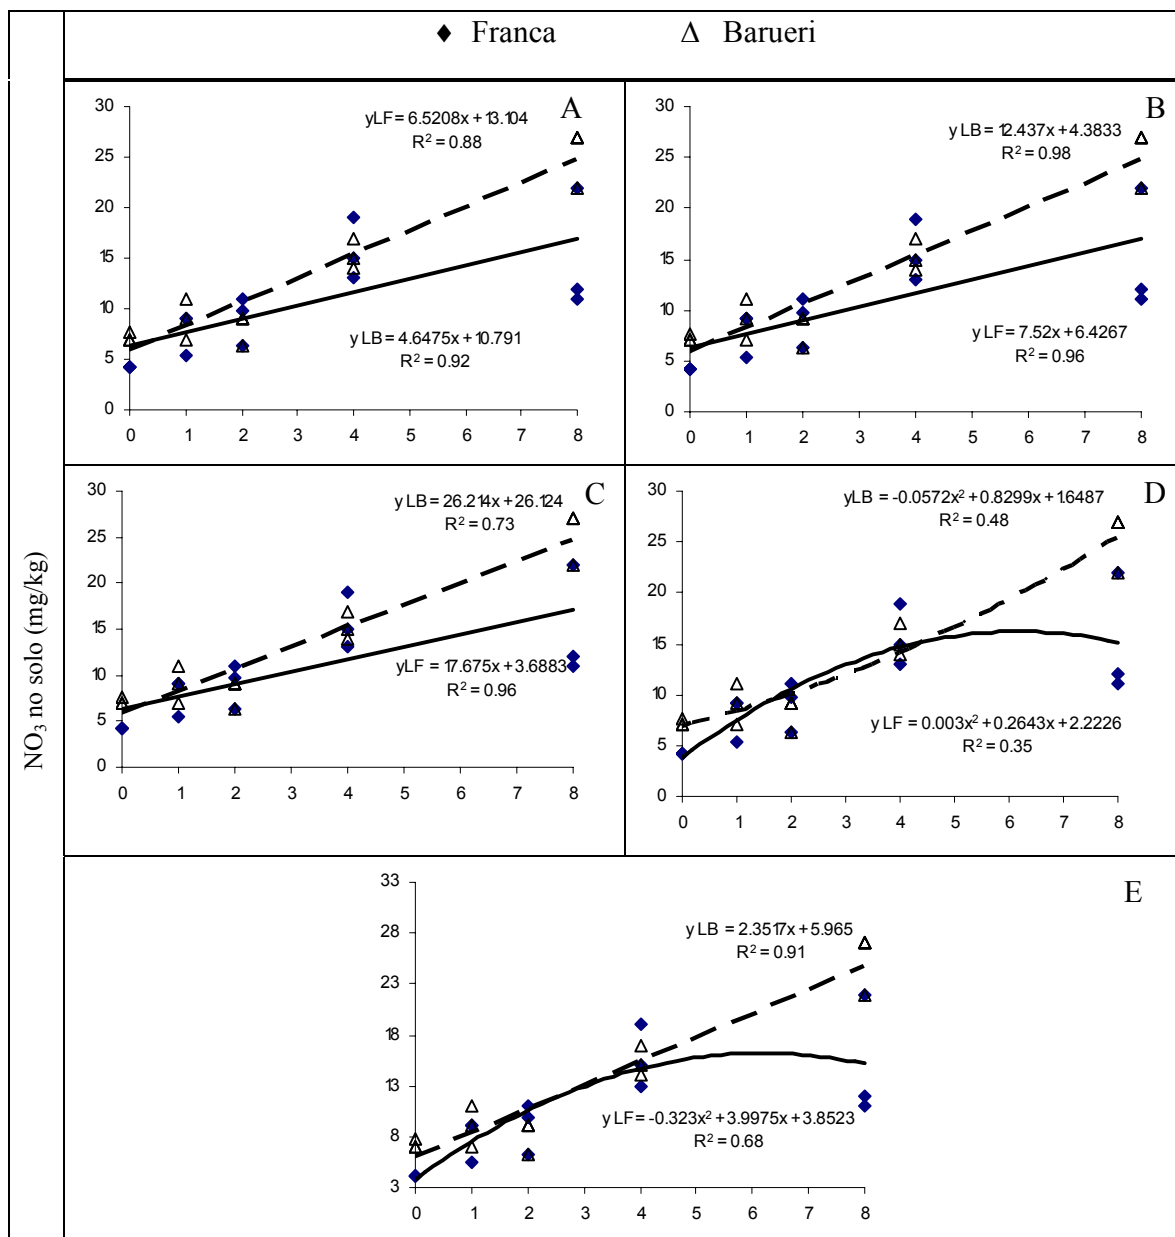 ♦ Franca Δ Barueri
NO₃ no solo (mg/kg)
A
yLF = 6.5208x + 13.104
R² = 0.88
yLB = 4.6475x + 10.791
R² = 0.92
30
25
20
15
10
5
0
0 1 2 3 4 5 6 7 8
B
yLB = 12.437x + 4.3833
R² = 0.98
yLF = 7.52x + 6.4267
R² = 0.96
30
25
20
15
10
5
0
0 1 2 3 4 5 6 7 8
C
yLB = 26.214x + 26.124
R² = 0.73
yLF = 17.675x + 3.6883
R² = 0.96
30
25
20
15
10
5
0
0 1 2 3 4 5 6 7 8
D
yLB = -0.0572x² + 0.8299x + 1.6487
R² = 0.48
yLF = 0.003x² + 0.2643x + 2.2226
R² = 0.35
30
25
20
15
10
5
0
0 1 2 3 4 5 6 7 8
E
yLB = 2.3517x + 5.965
R² = 0.91
yLF = -0.323x² + 3.9975x + 3.8523
R² = 0.68
33
28
23
18
13
8
3
0 1 2 3 4 5 6 7 8